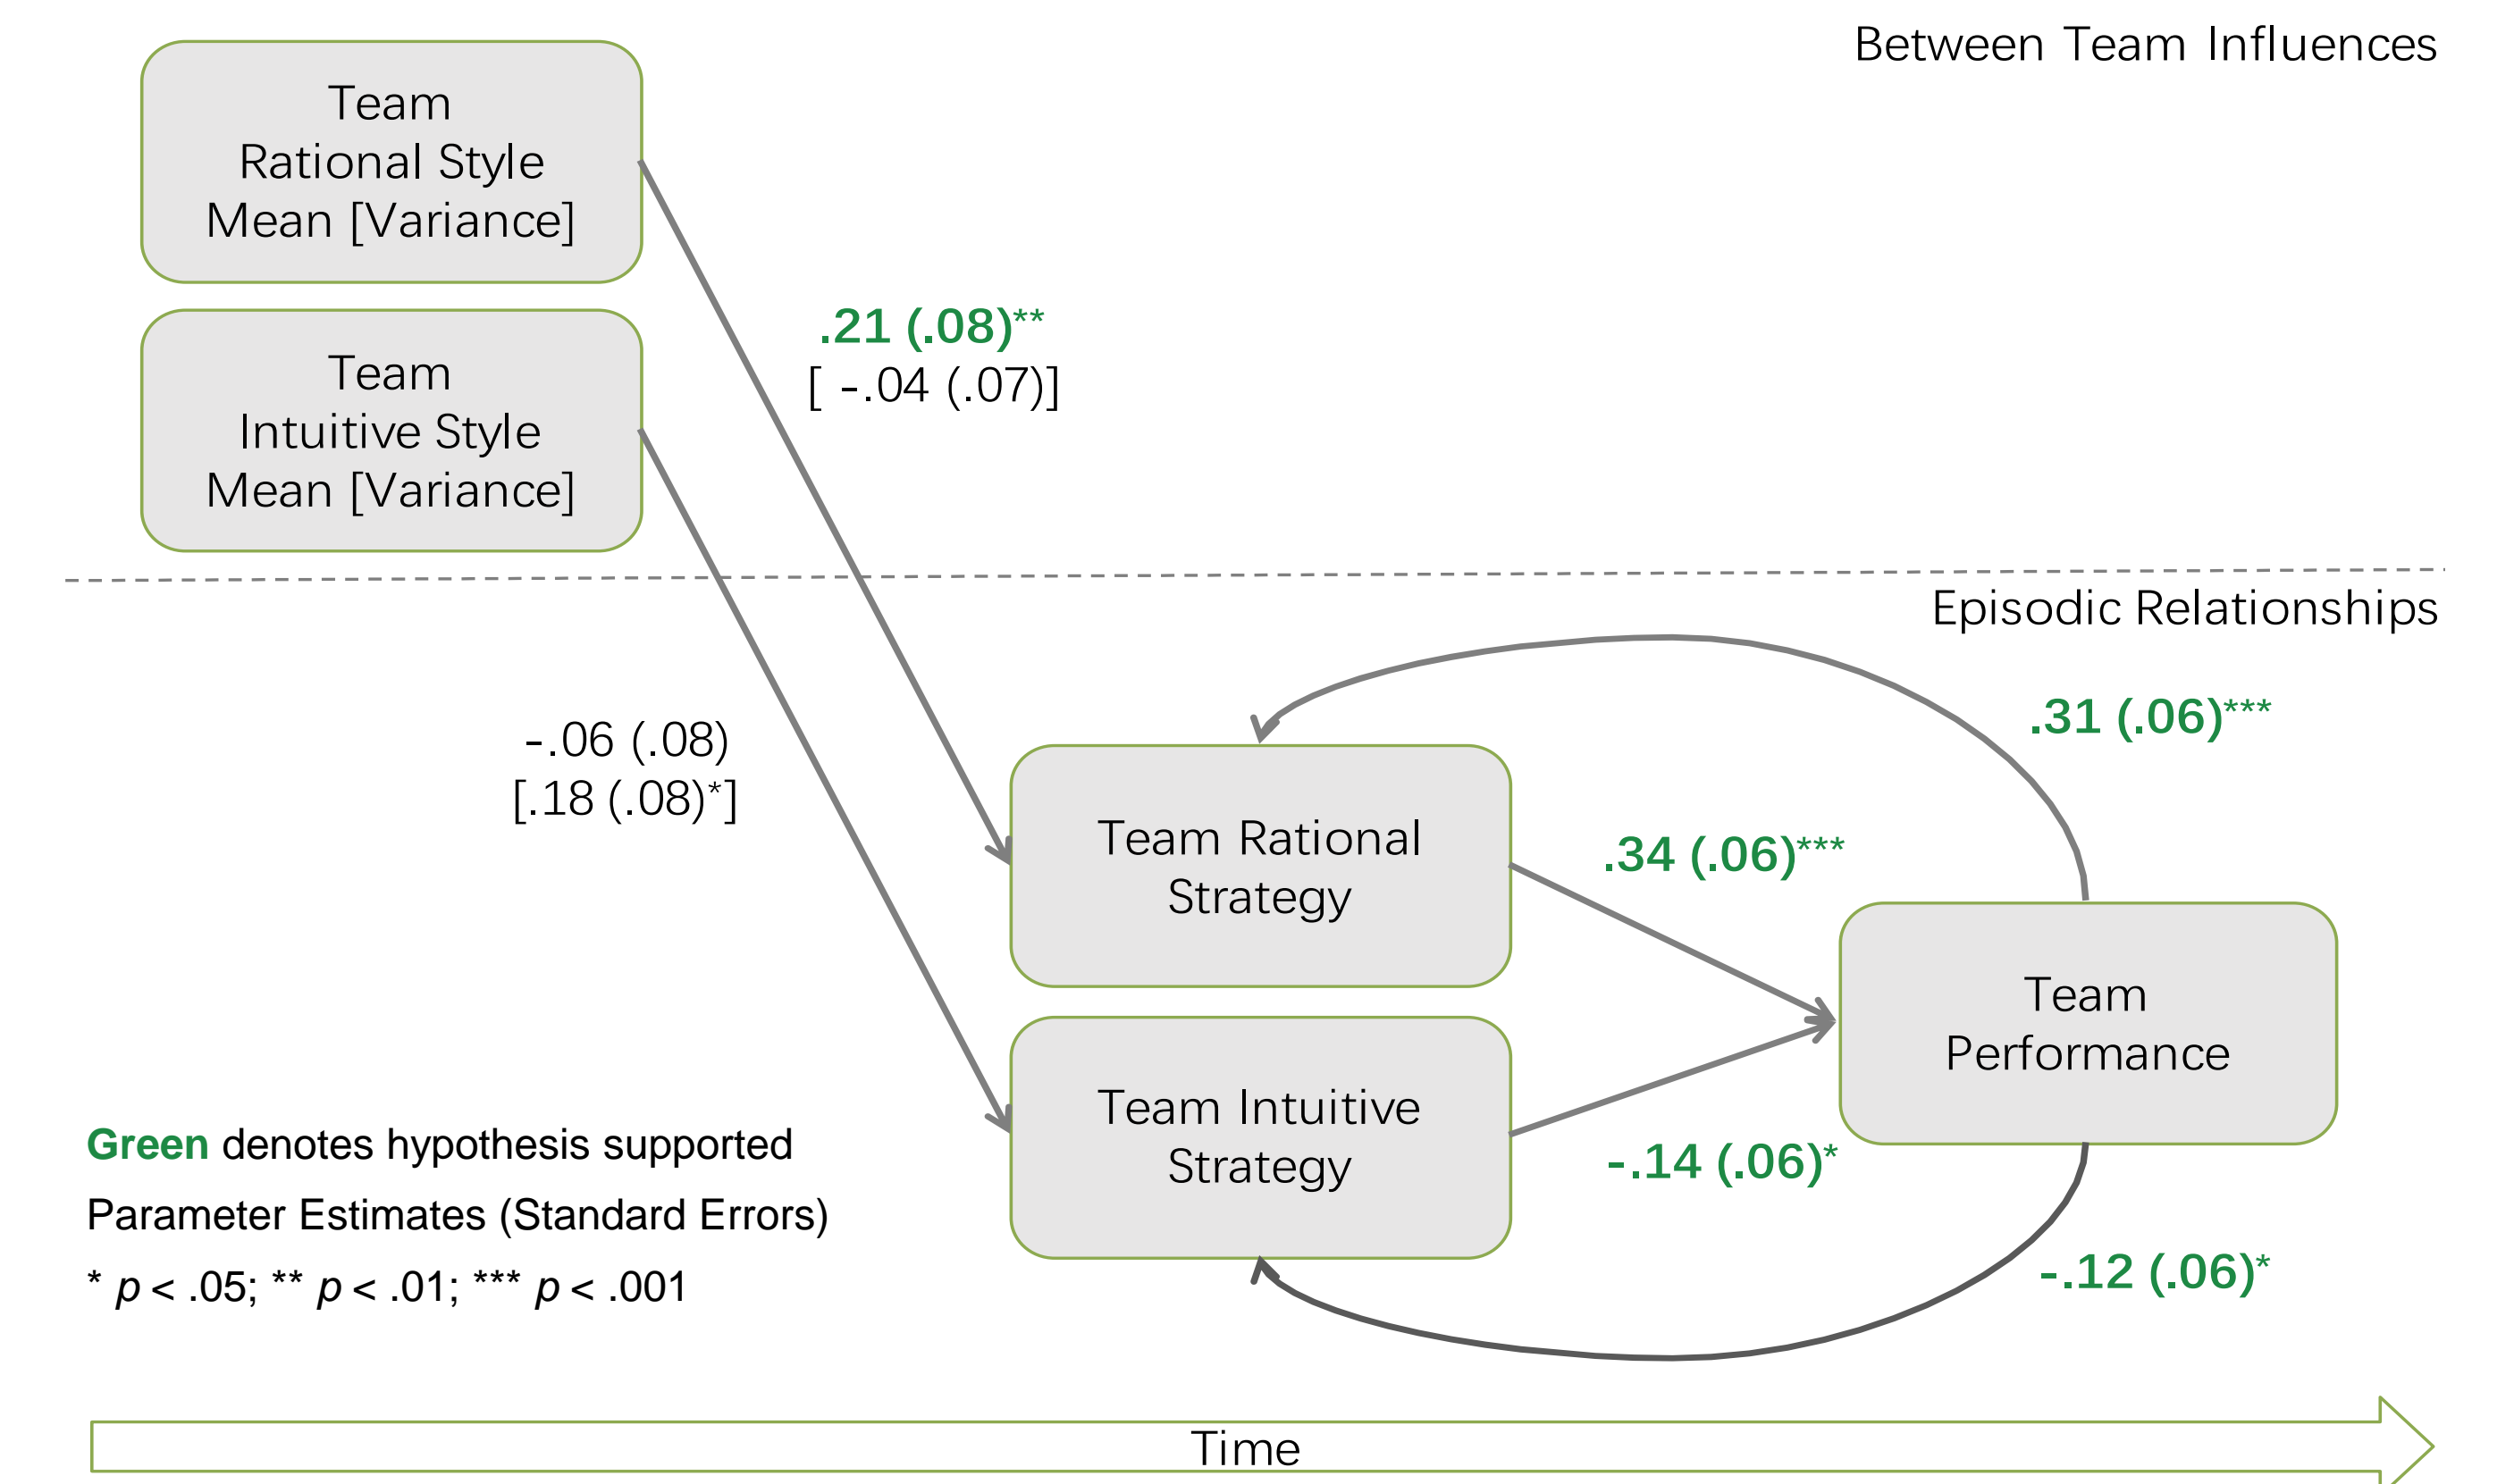 Between Team Influences
Team
Rational Style
Mean [Variance]
Team
Intuitive Style
Mean [Variance]
.21 (.08)**
[ -.04 (.07)]
Episodic Relationships
-.06 (.08)
[.18 (.08)*]
.31 (.06)***
Team Rational
Strategy
.34 (.06)***
Team
Performance
Team Intuitive
Strategy
-.14 (.06)*
-.12 (.06)*
Green denotes hypothesis supported
Parameter Estimates (Standard Errors)
* p < .05; ** p < .01; *** p < .001
Time